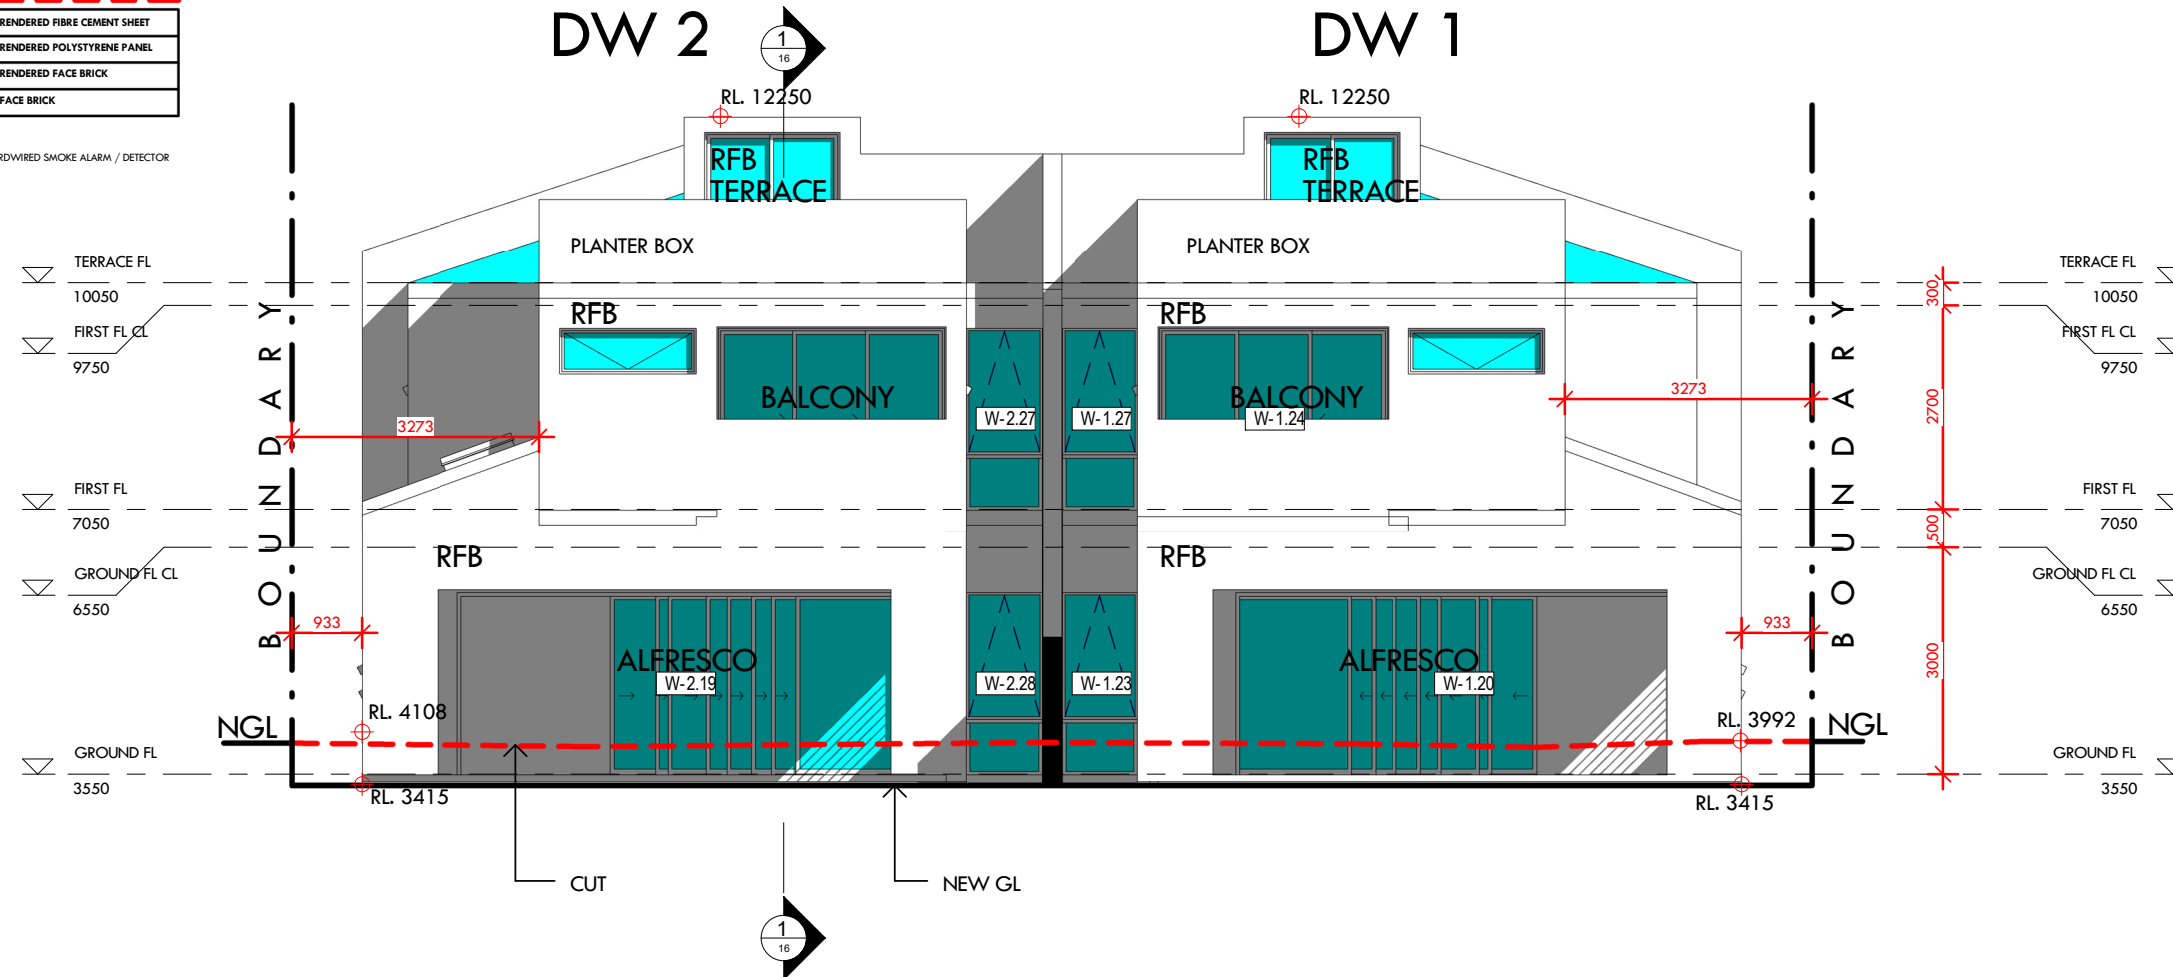 RENDERED FIBRE CEMENT SHEET
RENDERED POLYSTYRENE PANEL
RENDERED FACE BRICK
FACE BRICK
RDWIRED SMOKE ALARM / DETECTOR
DW 2
DW 1
1
16
RL. 12250
RL. 12250
RFB
TERRACE
RFB
TERRACE
PLANTER BOX
PLANTER BOX
TERRACE FL
10050
FIRST FL CL
9750
FIRST FL
7050
GROUND FL CL
6550
GROUND FL
3550
BOUNDARY
BOUNDARY
TERRACE FL
10050
FIRST FL CL
9750
FIRST FL
7050
GROUND FL CL
6550
GROUND FL
3550
300
2700
500
3000
RFB
RFB
BALCONY
BALCONY
W-2.27
W-1.27
W-1.24
3273
3273
RFB
RFB
933
933
ALFRESCO
ALFRESCO
W-2.19
W-2.28
W-1.23
W-1.20
NGL
RL. 4108
RL. 3992
NGL
RL. 3415
RL. 3415
CUT
NEW GL
1
16